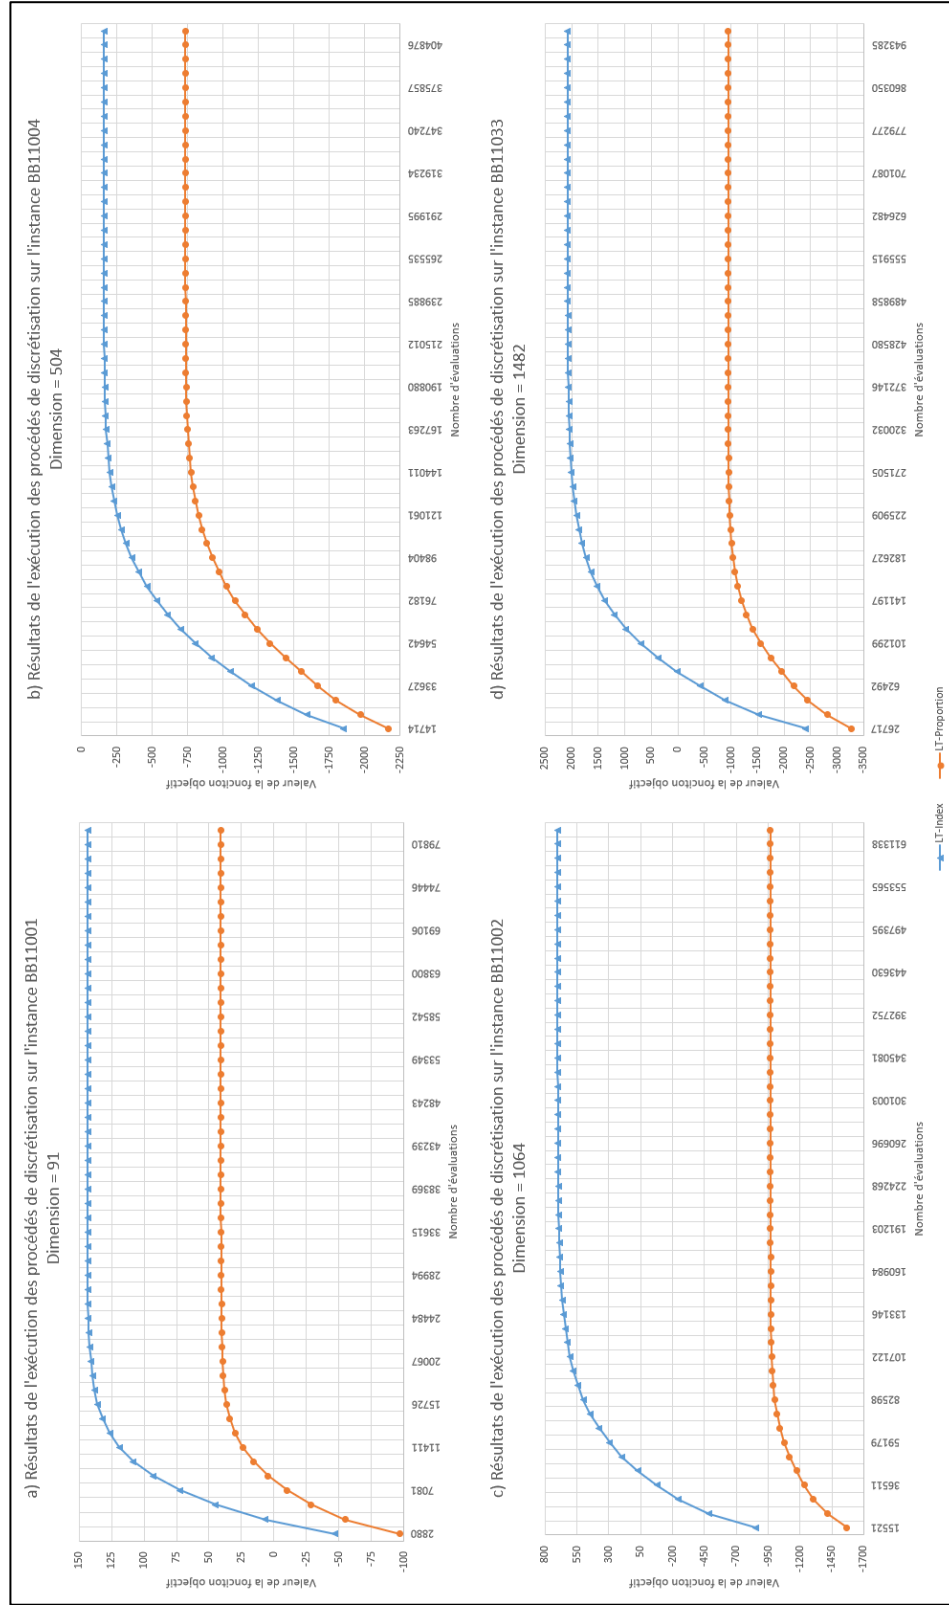 a) Résultats de l'exécution des procédés de discrétisation sur l'instance BB11001
Dimension = 91
Valeur de la fonciton objectif
150
125
100
75
50
25
0
-25
-50
-75
-100
2880 7081 11411 15726 20067 24484 28994 33615 38369 43239 48243 53349 58542 63800 69106 74446 79810
Nombre d'évaluations
b) Résultats de l'exécution des procédés de discrétisation sur l'instance BB11004
Dimension = 504
Valeur de la fonciton objectif
0
-250
-500
-750
-1000
-1250
-1500
-1750
-2000
-2250
14714 33627 54642 76182 98404 121061 144011 167263 190880 215012 239885 265535 291995 319234 347240 375857 404876
Nombre d'évaluations
c) Résultats de l'exécution des procédés de discrétisation sur l'instance BB11002
Dimension = 1064
Valeur de la fonciton objectif
800
550
300
50
-200
-450
-700
-950
-1200
-1450
-1700
15521 36511 59179 82598 107122 133146 160984 191203 224268 260696 301003 345081 392752 443630 497395 553565 611338
Nombre d'évaluations
d) Résultats de l'exécution des procédés de discrétisation sur l'instance BB11033
Dimension = 1482
Valeur de la fonciton objectif
2500
2000
1500
1000
500
0
-500
-1000
-1500
-2000
-2500
-3000
-3500
26717 62492 101299 141197 182627 225909 271505 320032 372146 428580 489858 555915 626482 701087 779277 860350 943285
Nombre d'évaluations
LT-Index LT-Proportion